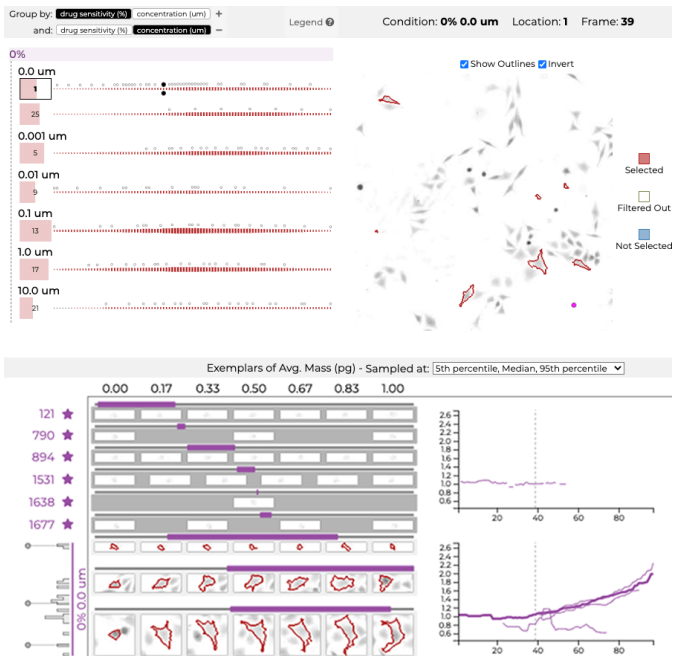 Group by: drug sensitivity (%) concentration (um) +
and: drug sensitivity (%) concentration (um) −
Legend ?
Condition: 0% 0.0 um Location: 1 Frame: 39
0%
0.0 um
1
25
0.001 um
5
0.01 um
9
0.1 um
13
1.0 um
17
10.0 um
21
Show Outlines Invert
Selected
Filtered Out
Not Selected
Exemplars of Avg. Mass (pg) - Sampled at: 5th percentile, Median, 95th percentile
0.00 0.17 0.33 0.50 0.67 0.83 1.00
121
790
894
1531
1638
1677
0% 0.0 um
2.6
2.4
2.2
2.0
1.8
1.6
1.4
1.2
1.0
0.8
0.6
20 40 60 80
2.6
2.4
2.2
2.0
1.8
1.6
1.4
1.2
1.0
0.8
0.6
20 40 60 80